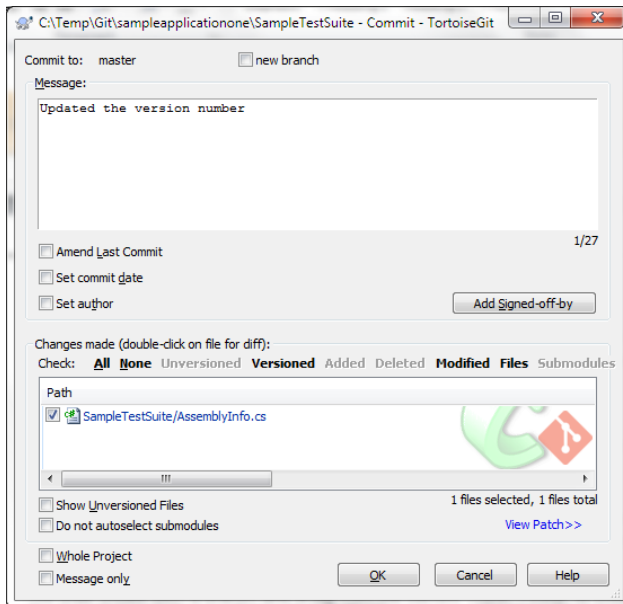 C:\Temp\Git\sampleapplicationone\SampleTestSuite - Commit - TortoiseGit
Commit to: master new branch
Message:
Updated the version number
1/27
Amend Last Commit
Set commit date
Set author Add Signed-off-by
Changes made (double-click on file for diff):
Check: All None Unversioned Versioned Added Deleted Modified Files Submodules
Path
SampleTestSuite/AssemblyInfo.cs
Show Unversioned Files 1 files selected, 1 files total
Do not autoselect submodules View Patch>>
Whole Project
Message only OK Cancel Help